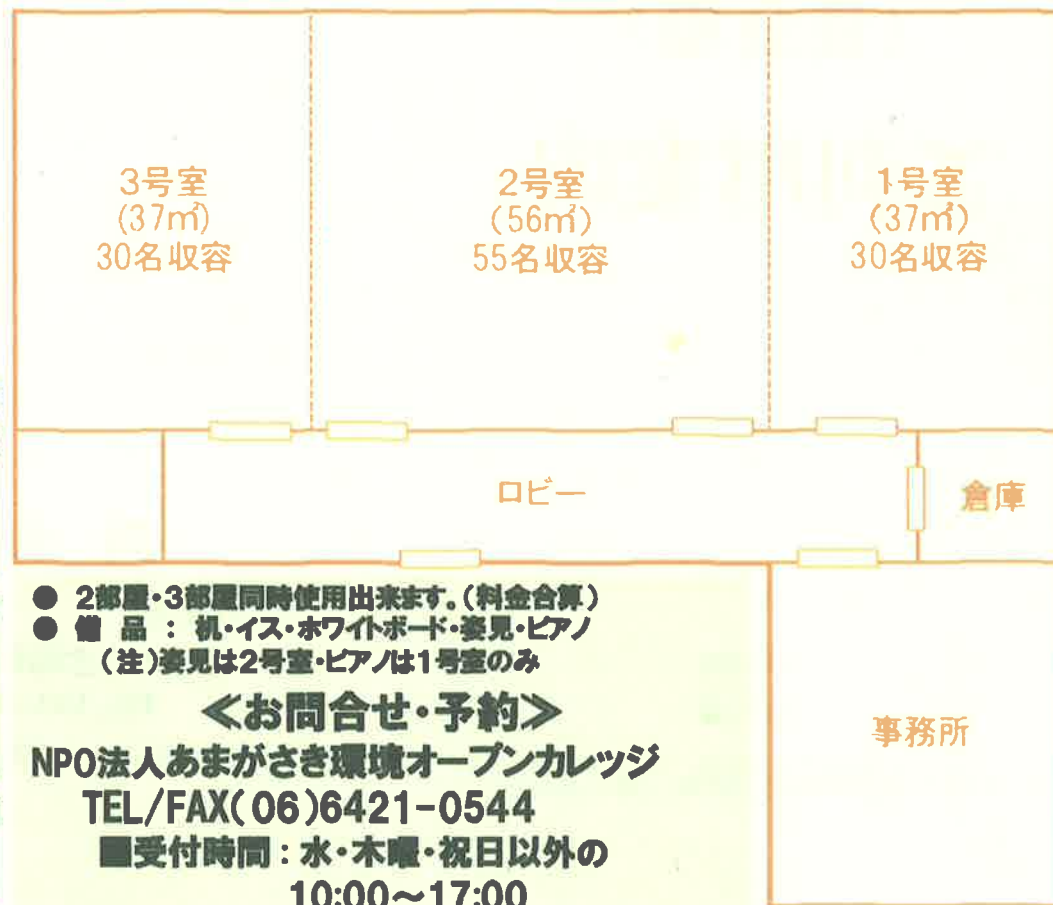 3号室
(37㎡)
30名収容
2号室
(56㎡)
55名収容
1号室
(37㎡)
30名収容
ロビー
倉庫
● 2部屋・3部屋同時使用出来ます。(料金合算)
● 備 品 : 机・イス・ホワイトボード・姿見・ピアノ
(注)姿見は2号室・ピアノは1号室のみ
≪お問合せ・予約≫
NPO法人あまがさき環境オープンカレッジ
TEL/FAX(06)6421-0544
■受付時間：水・木曜・祝日以外の
10:00～17:00
事務所